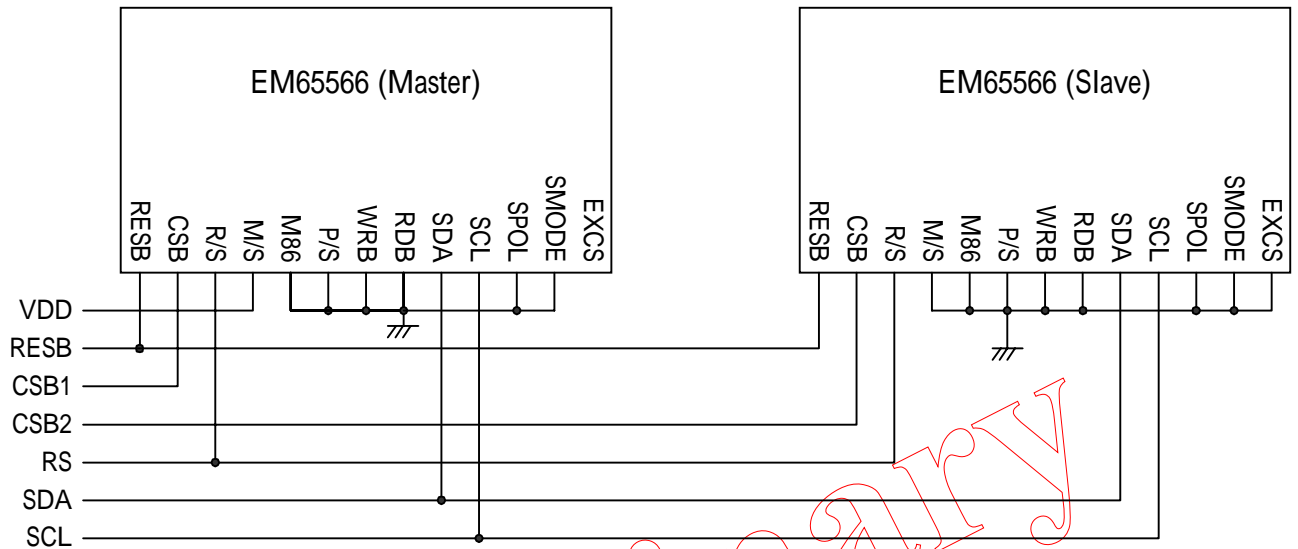 EM65566 (Master)
EM65566 (Slave)
RESB
CSB
R/S
M/S
M86
P/S
WRB
RDB
SDA
SCL
SPOL
SMODE
EXCS
RESB
CSB
R/S
M/S
M86
P/S
WRB
RDB
SDA
SCL
SPOL
SMODE
EXCS
VDD
RESB
CSB1
CSB2
RS
SDA
SCL